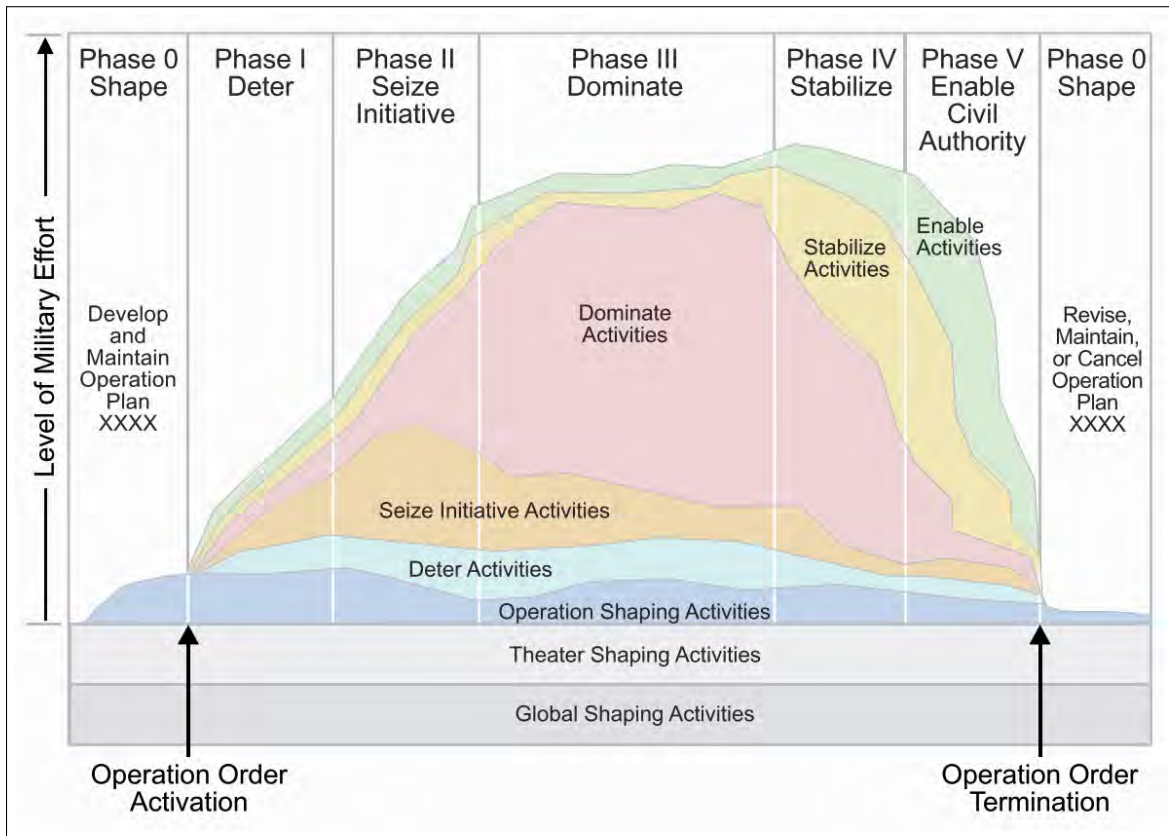 Phase 0
Shape
Phase I
Deter
Phase II
Seize
Initiative
Phase III
Dominate
Phase IV
Stabilize
Phase V
Enable
Civil
Authority
Phase 0
Shape
Level of Military Effort
Develop
and
Maintain
Operation
Plan
XXXX
Dominate
Activities
Stabilize
Activities
Enable
Activities
Revise,
Maintain,
or Cancel
Operation
Plan
XXXX
Seize Initiative Activities
Deter Activities
Operation Shaping Activities
Theater Shaping Activities
Global Shaping Activities
Operation Order
Activation
Operation Order
Termination